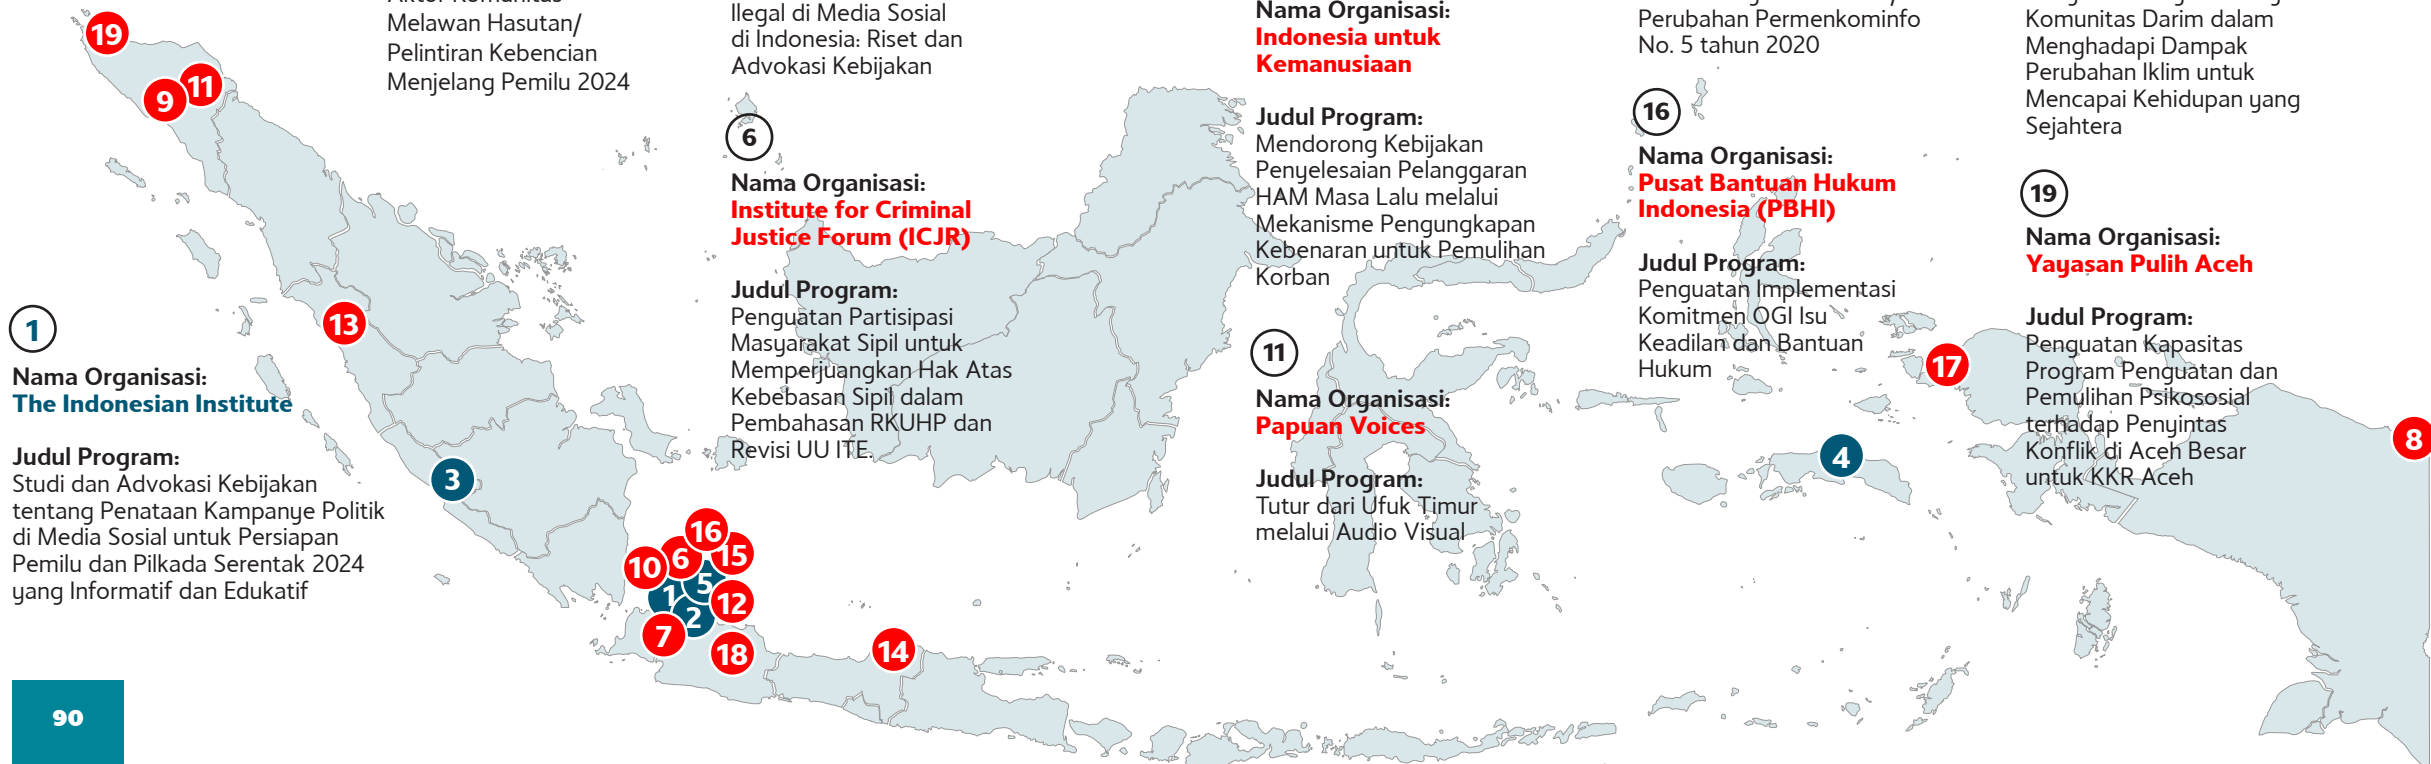 Melawan Hasutan/
Pelintiran Kebencian
Menjelang Pemilu 2024
Ilegal di Media Sosial
di Indonesia: Riset dan
Advokasi Kebijakan
Nama Organisasi:
Indonesia untuk
Kemanusiaan
Judul Program:
Mendorong Kebijakan
Penyelesaian Pelanggaran
HAM Masa Lalu melalui
Mekanisme Pengungkapan
Kebenaran untuk Pemulihan
Korban
Perubahan Permenkominfo
No. 5 tahun 2020
Komunitas Darim dalam
Menghadapi Dampak
Perubahan Iklim untuk
Mencapai Kehidupan yang
Sejahtera
1
Nama Organisasi:
The Indonesian Institute
Judul Program:
Studi dan Advokasi Kebijakan
tentang Penataan Kampanye Politik
di Media Sosial untuk Persiapan
Pemilu dan Pilkada Serentak 2024
yang Informatif dan Edukatif
6
Nama Organisasi:
Institute for Criminal
Justice Forum (ICJR)
Judul Program:
Penguatan Partisipasi
Masyarakat Sipil untuk
Memperjuangkan Hak Atas
Kebebasan Sipil dalam
Pembahasan RKUHP dan
Revisi UU ITE.
11
Nama Organisasi:
Papuan Voices
Judul Program:
Tutur dari Ufuk Timur
melalui Audio Visual
16
Nama Organisasi:
Pusat Bantuan Hukum
Indonesia (PBHI)
Judul Program:
Penguatan Implementasi
Komitmen OGI Isu
Keadilan dan Bantuan
Hukum
19
Nama Organisasi:
Yayasan Pulih Aceh
Judul Program:
Penguatan Kapasitas
Program Penguatan dan
Pemulihan Psikososial
terhadap Penyintas
Konflik di Aceh Besar
untuk KKR Aceh
19
11
9
13
3
16
6
15
10
5
1
12
2
7
18
14
4
17
8
90